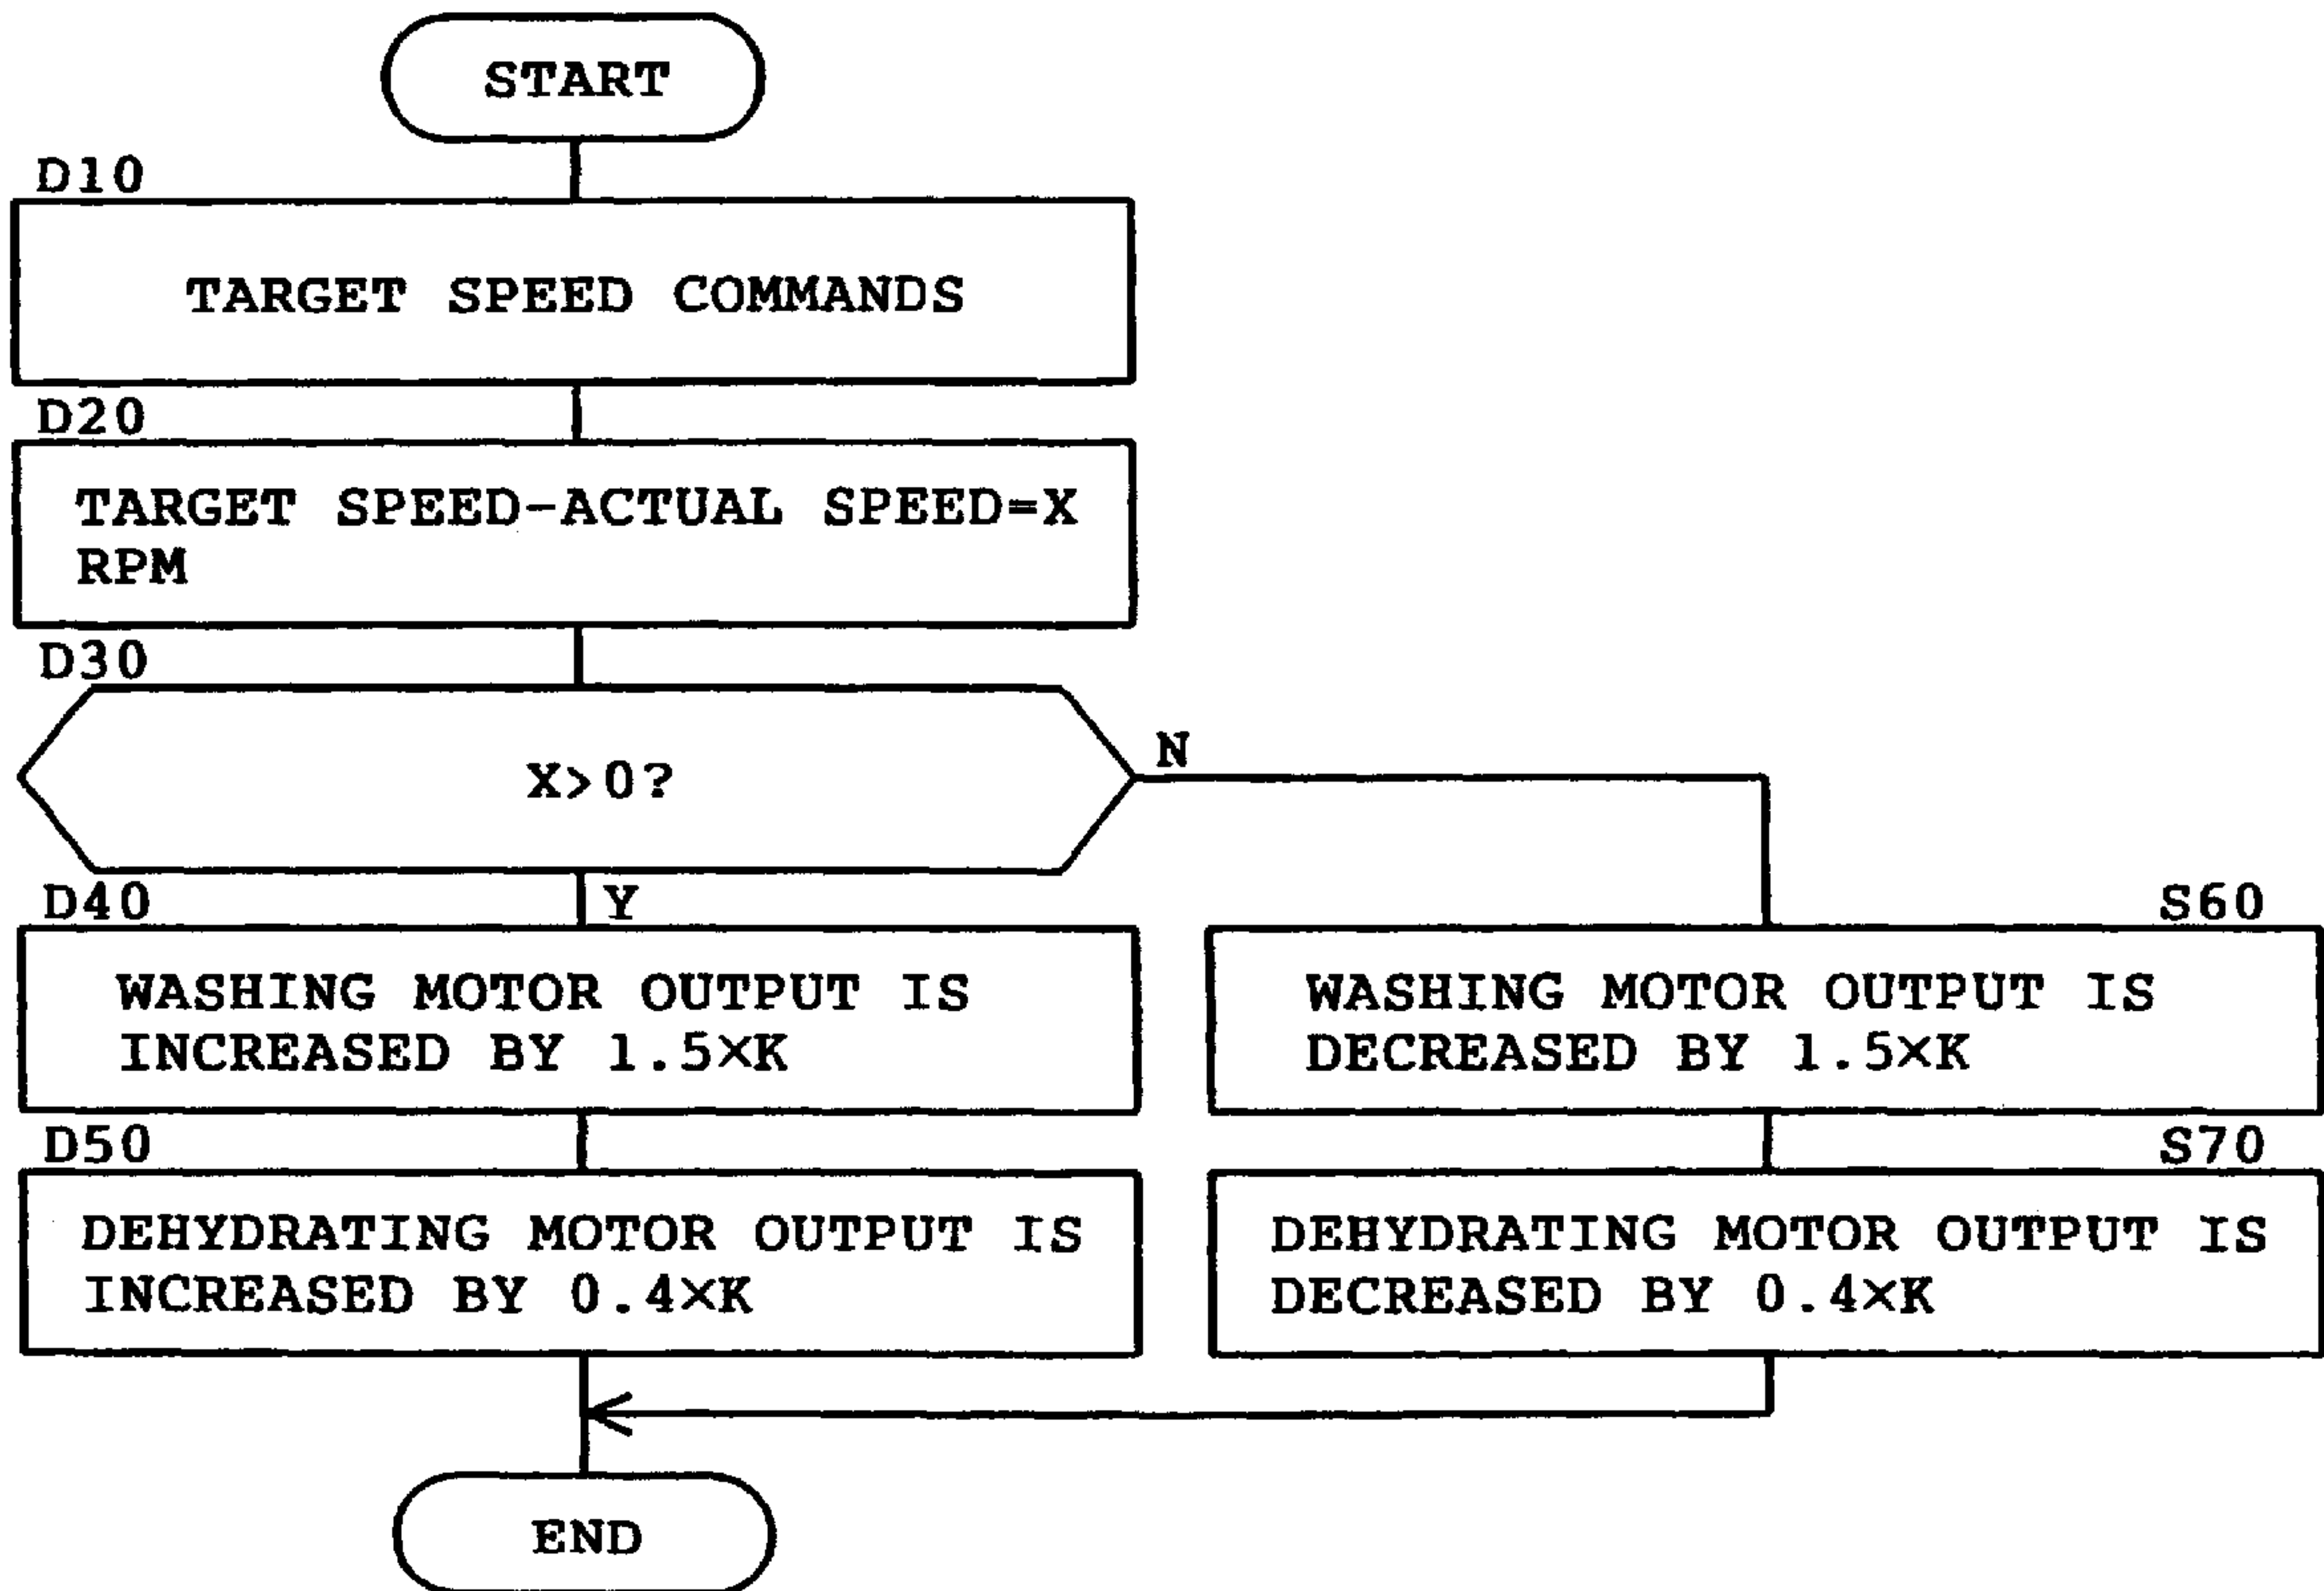 START
D10
TARGET SPEED COMMANDS
D20
TARGET SPEED-ACTUAL SPEED=X
RPM
D30
X>0?
N
Y
D40
WASHING MOTOR OUTPUT IS
INCREASED BY 1.5×K
D50
DEHYDRATING MOTOR OUTPUT IS
INCREASED BY 0.4×K
S60
WASHING MOTOR OUTPUT IS
DECREASED BY 1.5×K
S70
DEHYDRATING MOTOR OUTPUT IS
DECREASED BY 0.4×K
END